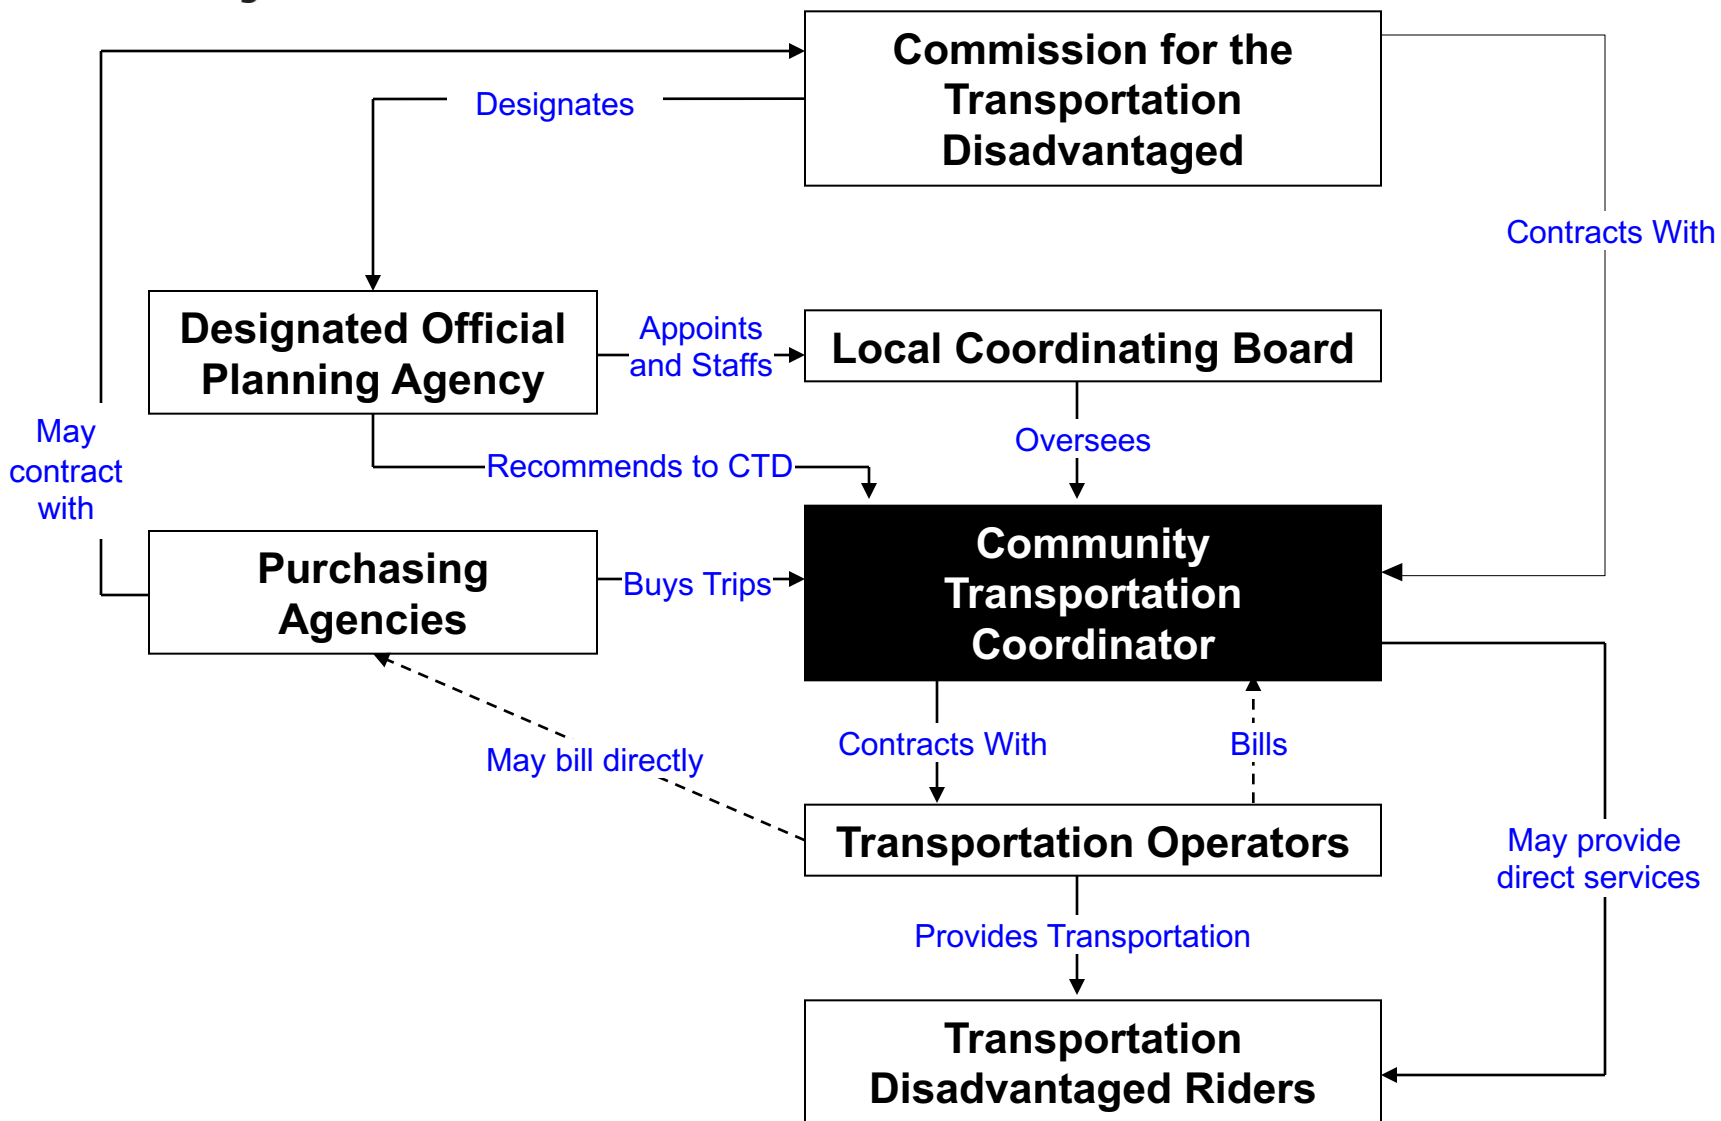 Commission for the
Transportation
Disadvantaged
Designates
Contracts With
Designated Official
Planning Agency
Appoints
and Staffs
Local Coordinating Board
May
contract
with
Oversees
Recommends to CTD
Purchasing
Agencies
Buys Trips
Community
Transportation
Coordinator
May bill directly
Contracts With
Bills
Transportation Operators
May provide
direct services
Provides Transportation
Transportation
Disadvantaged Riders